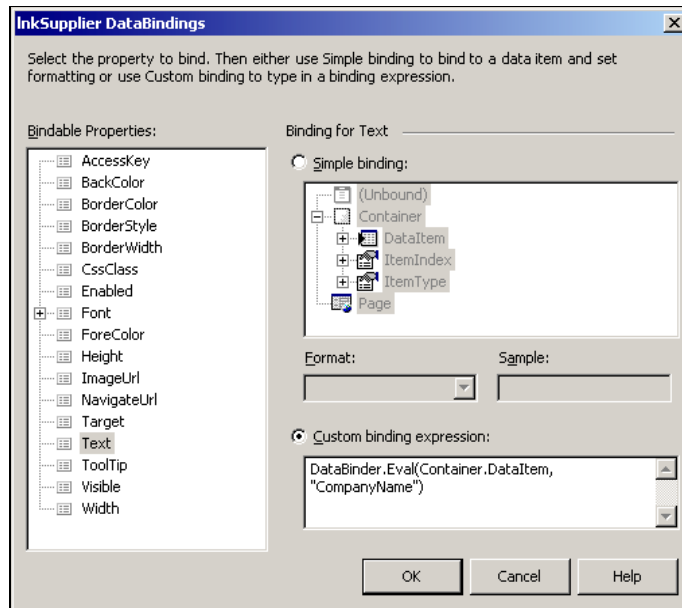 lnkSupplier DataBindings
Select the property to bind. Then either use Simple binding to bind to a data item and set
formatting or use Custom binding to type in a binding expression.
Bindable Properties:
AccessKey
BackColor
BorderColor
BorderStyle
BorderWidth
CssClass
Enabled
Font
ForeColor
Height
ImageUrl
NavigateUrl
Target
Text
ToolTip
Visible
Width
Binding for Text
Simple binding:
(Unbound)
Container
DataItem
ItemIndex
ItemType
Page
Format:
Sample:
Custom binding expression:
DataBinder.Eval(Container.DataItem,
"CompanyName")
OK
Cancel
Help